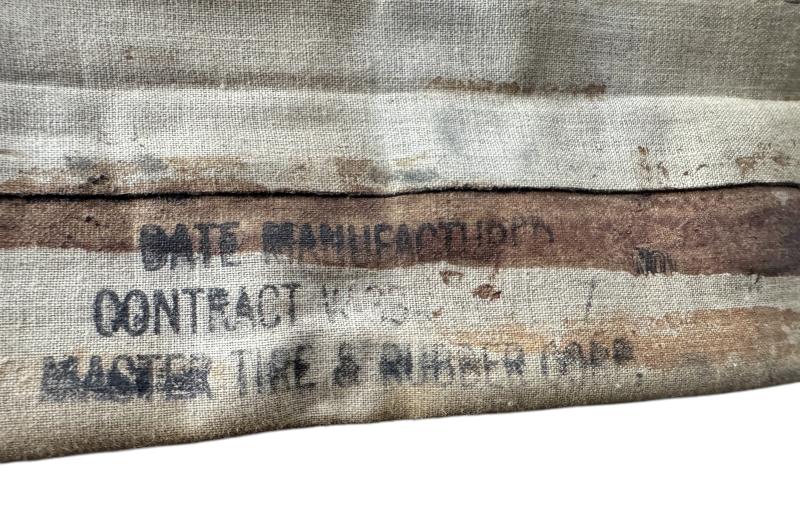 DATE MANUFACTURED
CONTRACT
MASTER TIRE & RUBBER CORP.